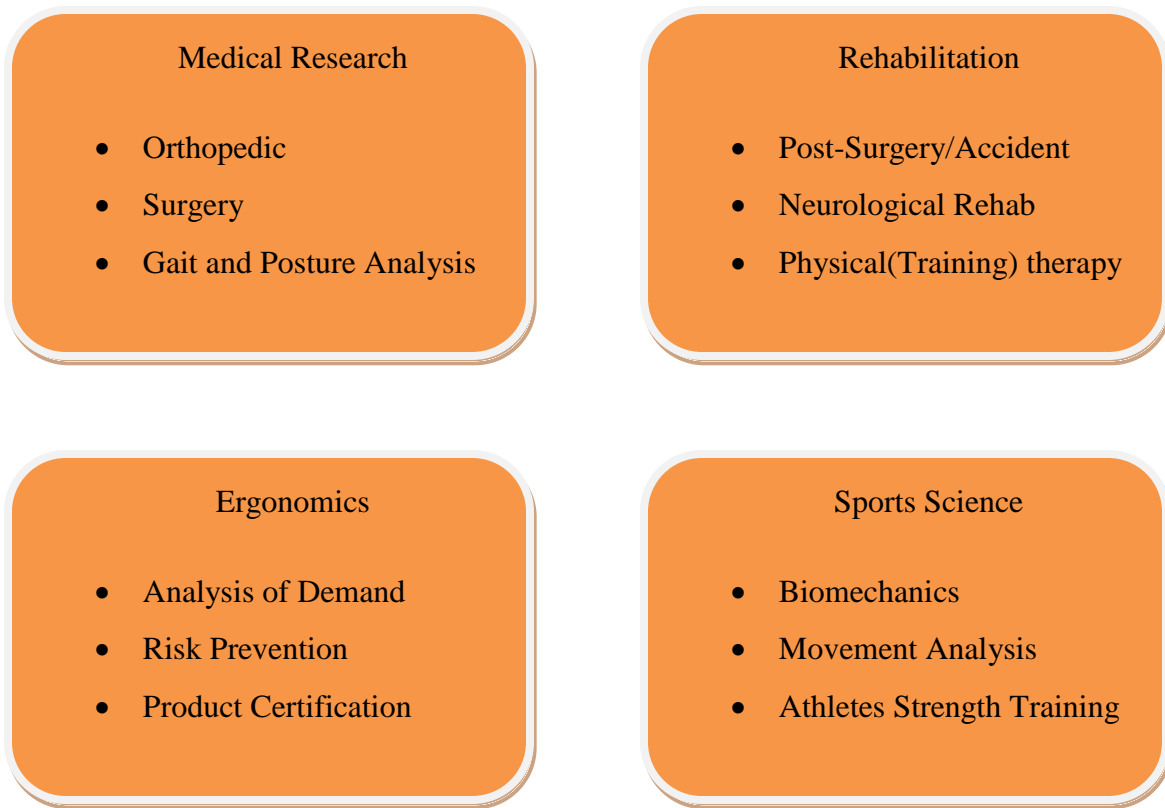 Medical Research
• Orthopedic
• Surgery
• Gait and Posture Analysis
Rehabilitation
• Post-Surgery/Accident
• Neurological Rehab
• Physical(Training) therapy
Ergonomics
• Analysis of Demand
• Risk Prevention
• Product Certification
Sports Science
• Biomechanics
• Movement Analysis
• Athletes Strength Training